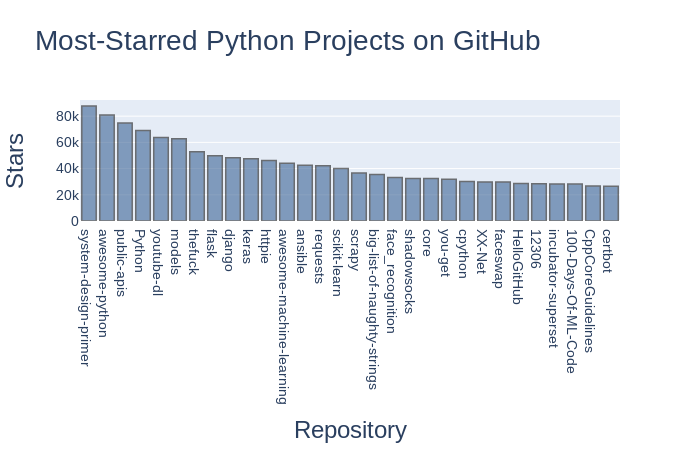 Most-Starred Python Projects on GitHub
Stars
80k
60k
40k
20k
0
system-design-primer
awesome-python
public-apis
Python
youtube-dl
models
thefuck
flask
django
keras
httpie
awesome-machine-learning
ansible
requests
scikit-learn
scrapy
big-list-of-naughty-strings
face_recognition
shadowsocks
core
you-get
cpython
XX-Net
faceswap
HelloGitHub
12306
incubator-superset
100-Days-Of-ML-Code
CppCoreGuidelines
certbot
Repository